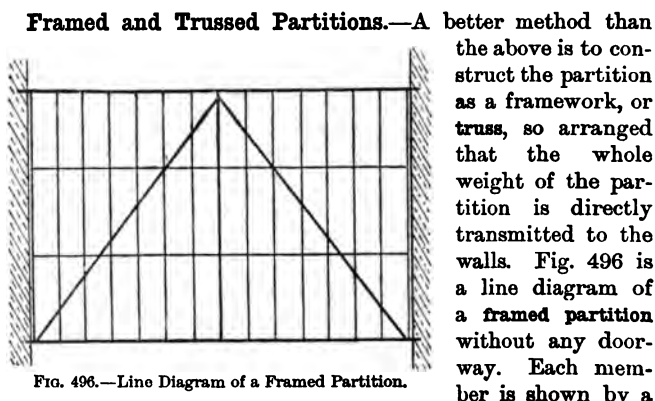 Framed and Trussed Partitions.—A better method than
the above is to con-
struct the partition
as a framework, or
truss, so arranged
that the whole
weight of the par-
tition is directly
transmitted to the
walls. Fig. 496 is
a line diagram of
a framed partition
without any door-
way. Each mem-
ber is shown by a
Fig. 496.—Line Diagram of a Framed Partition.